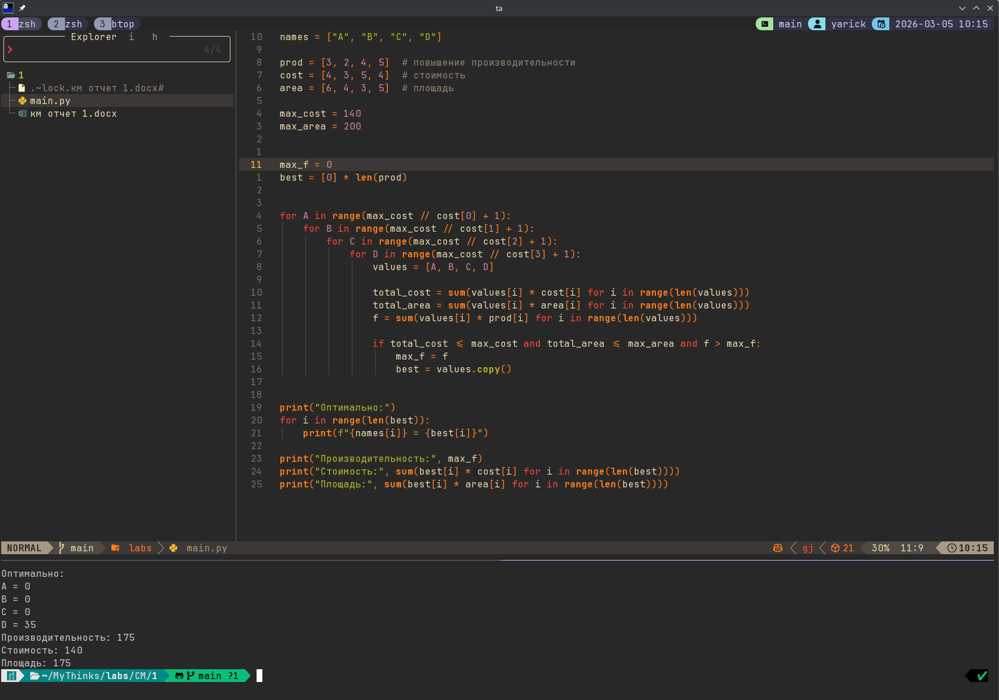 ta
1 zsh 2 zsh 3 btop main yarick 2026-03-05 10:15
Explorer i h
4/4
1
.~lock.км отчет 1.docx#
main.py
км отчет 1.docx
10 names = ["A", "B", "C", "D"]
9
8 prod = [3, 2, 4, 5]  # повышение производительности
7 cost = [4, 3, 5, 4]  # стоимость
6 area = [6, 4, 3, 5]  # площадь
5
4 max_cost = 140
3 max_area = 200
2
1
11 max_f = 0
1 best = [0] * len(prod)
2
3
4 for A in range(max_cost // cost[0] + 1):
5     for B in range(max_cost // cost[1] + 1):
6         for C in range(max_cost // cost[2] + 1):
7             for D in range(max_cost // cost[3] + 1):
8                 values = [A, B, C, D]
9
10                 total_cost = sum(values[i] * cost[i] for i in range(len(values)))
11                 total_area = sum(values[i] * area[i] for i in range(len(values)))
12                 f = sum(values[i] * prod[i] for i in range(len(values)))
13
14                 if total_cost <= max_cost and total_area <= max_area and f > max_f:
15                     max_f = f
16                     best = values.copy()
17
18
19 print("Оптимально:")
20 for i in range(len(best)):
21     print(f"{names[i]} = {best[i]}")
22
23 print("Производительность:", max_f)
24 print("Стоимость:", sum(best[i] * cost[i] for i in range(len(best))))
25 print("Площадь:", sum(best[i] * area[i] for i in range(len(best))))
NORMAL main labs main.py gj 21 30% 11:9 10:15
Оптимально:
A = 0
B = 0
C = 0
D = 35
Производительность: 175
Стоимость: 140
Площадь: 175
~/MyThinks/labs/CM/1 main ?1